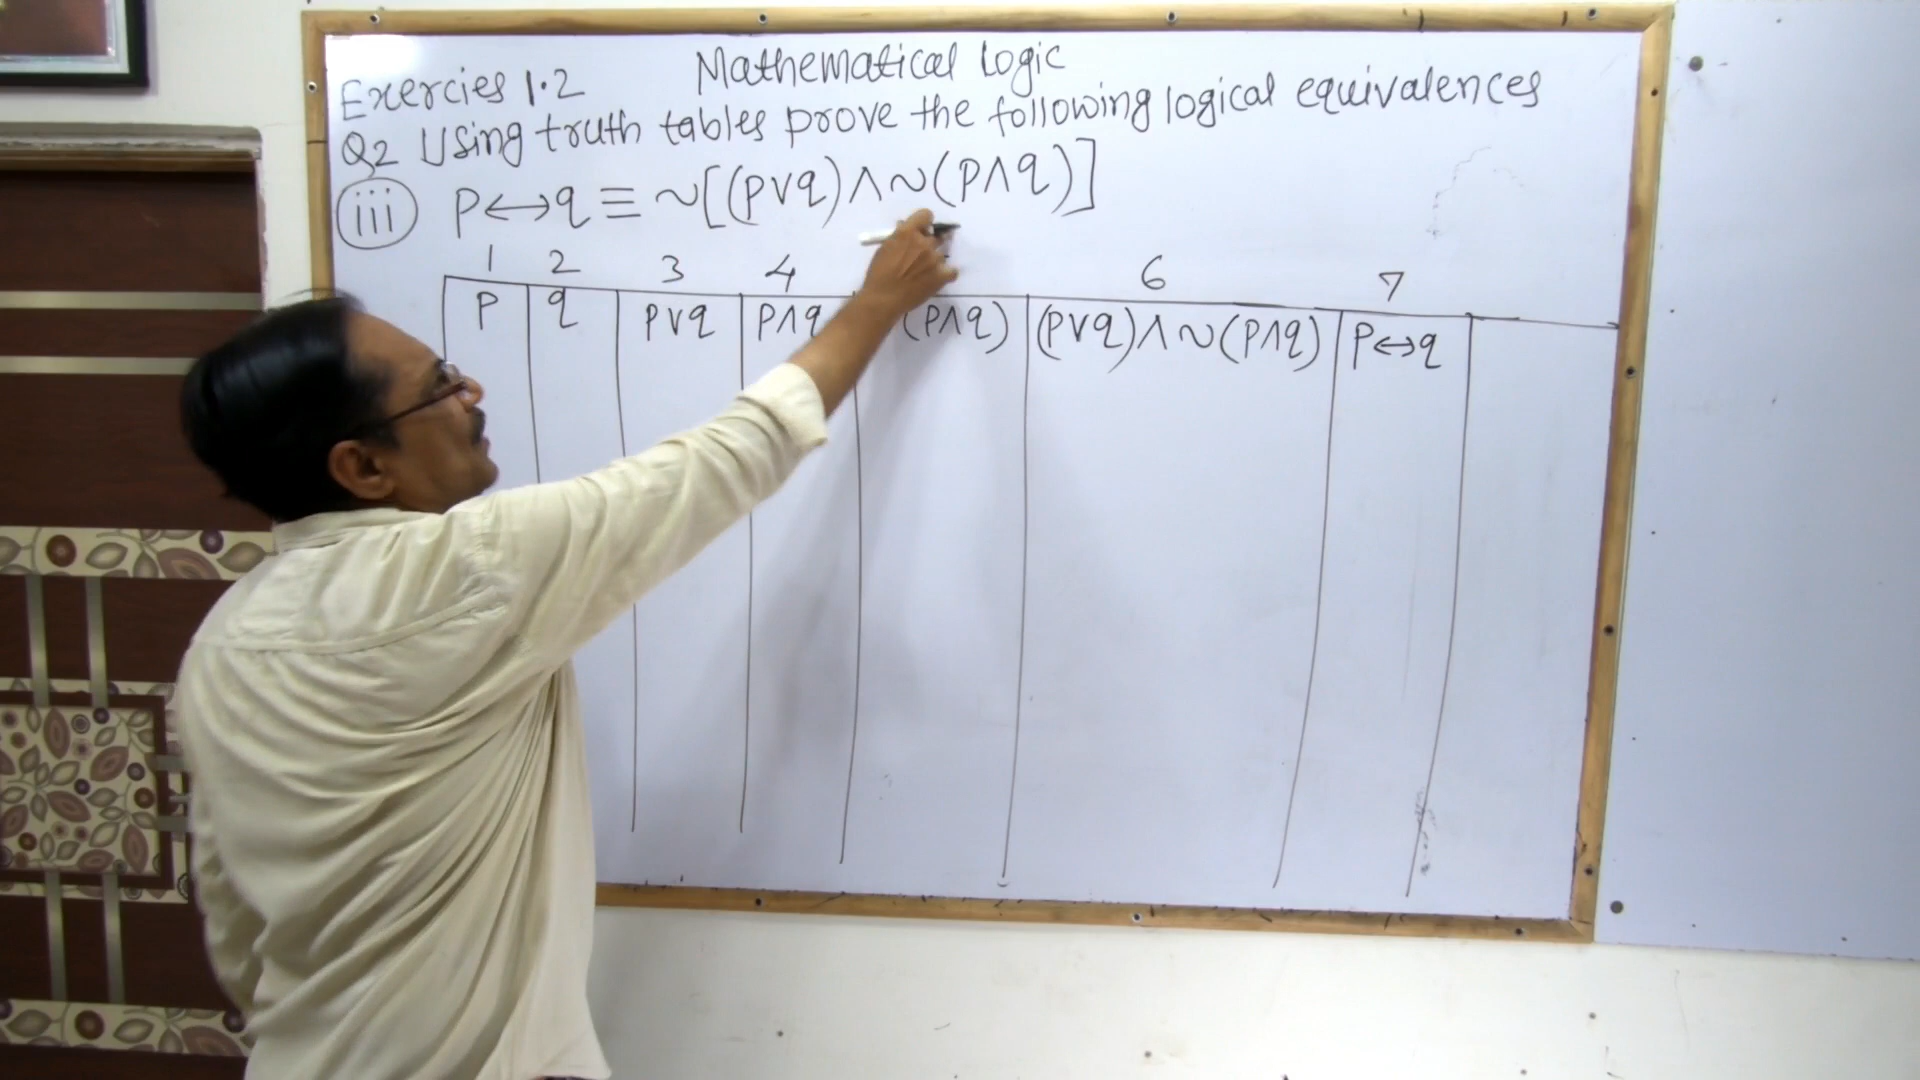 Mathematical Logic
Exercies 1.2
Q2 Using truth tables prove the following logical equivalences
iii p↔q ≡ ~[(p∨q)∧~(p∧q)]
1 2 3 4 6 7
p q p∨q p∧q (p∧q) (p∨q)∧~(p∧q) p↔q